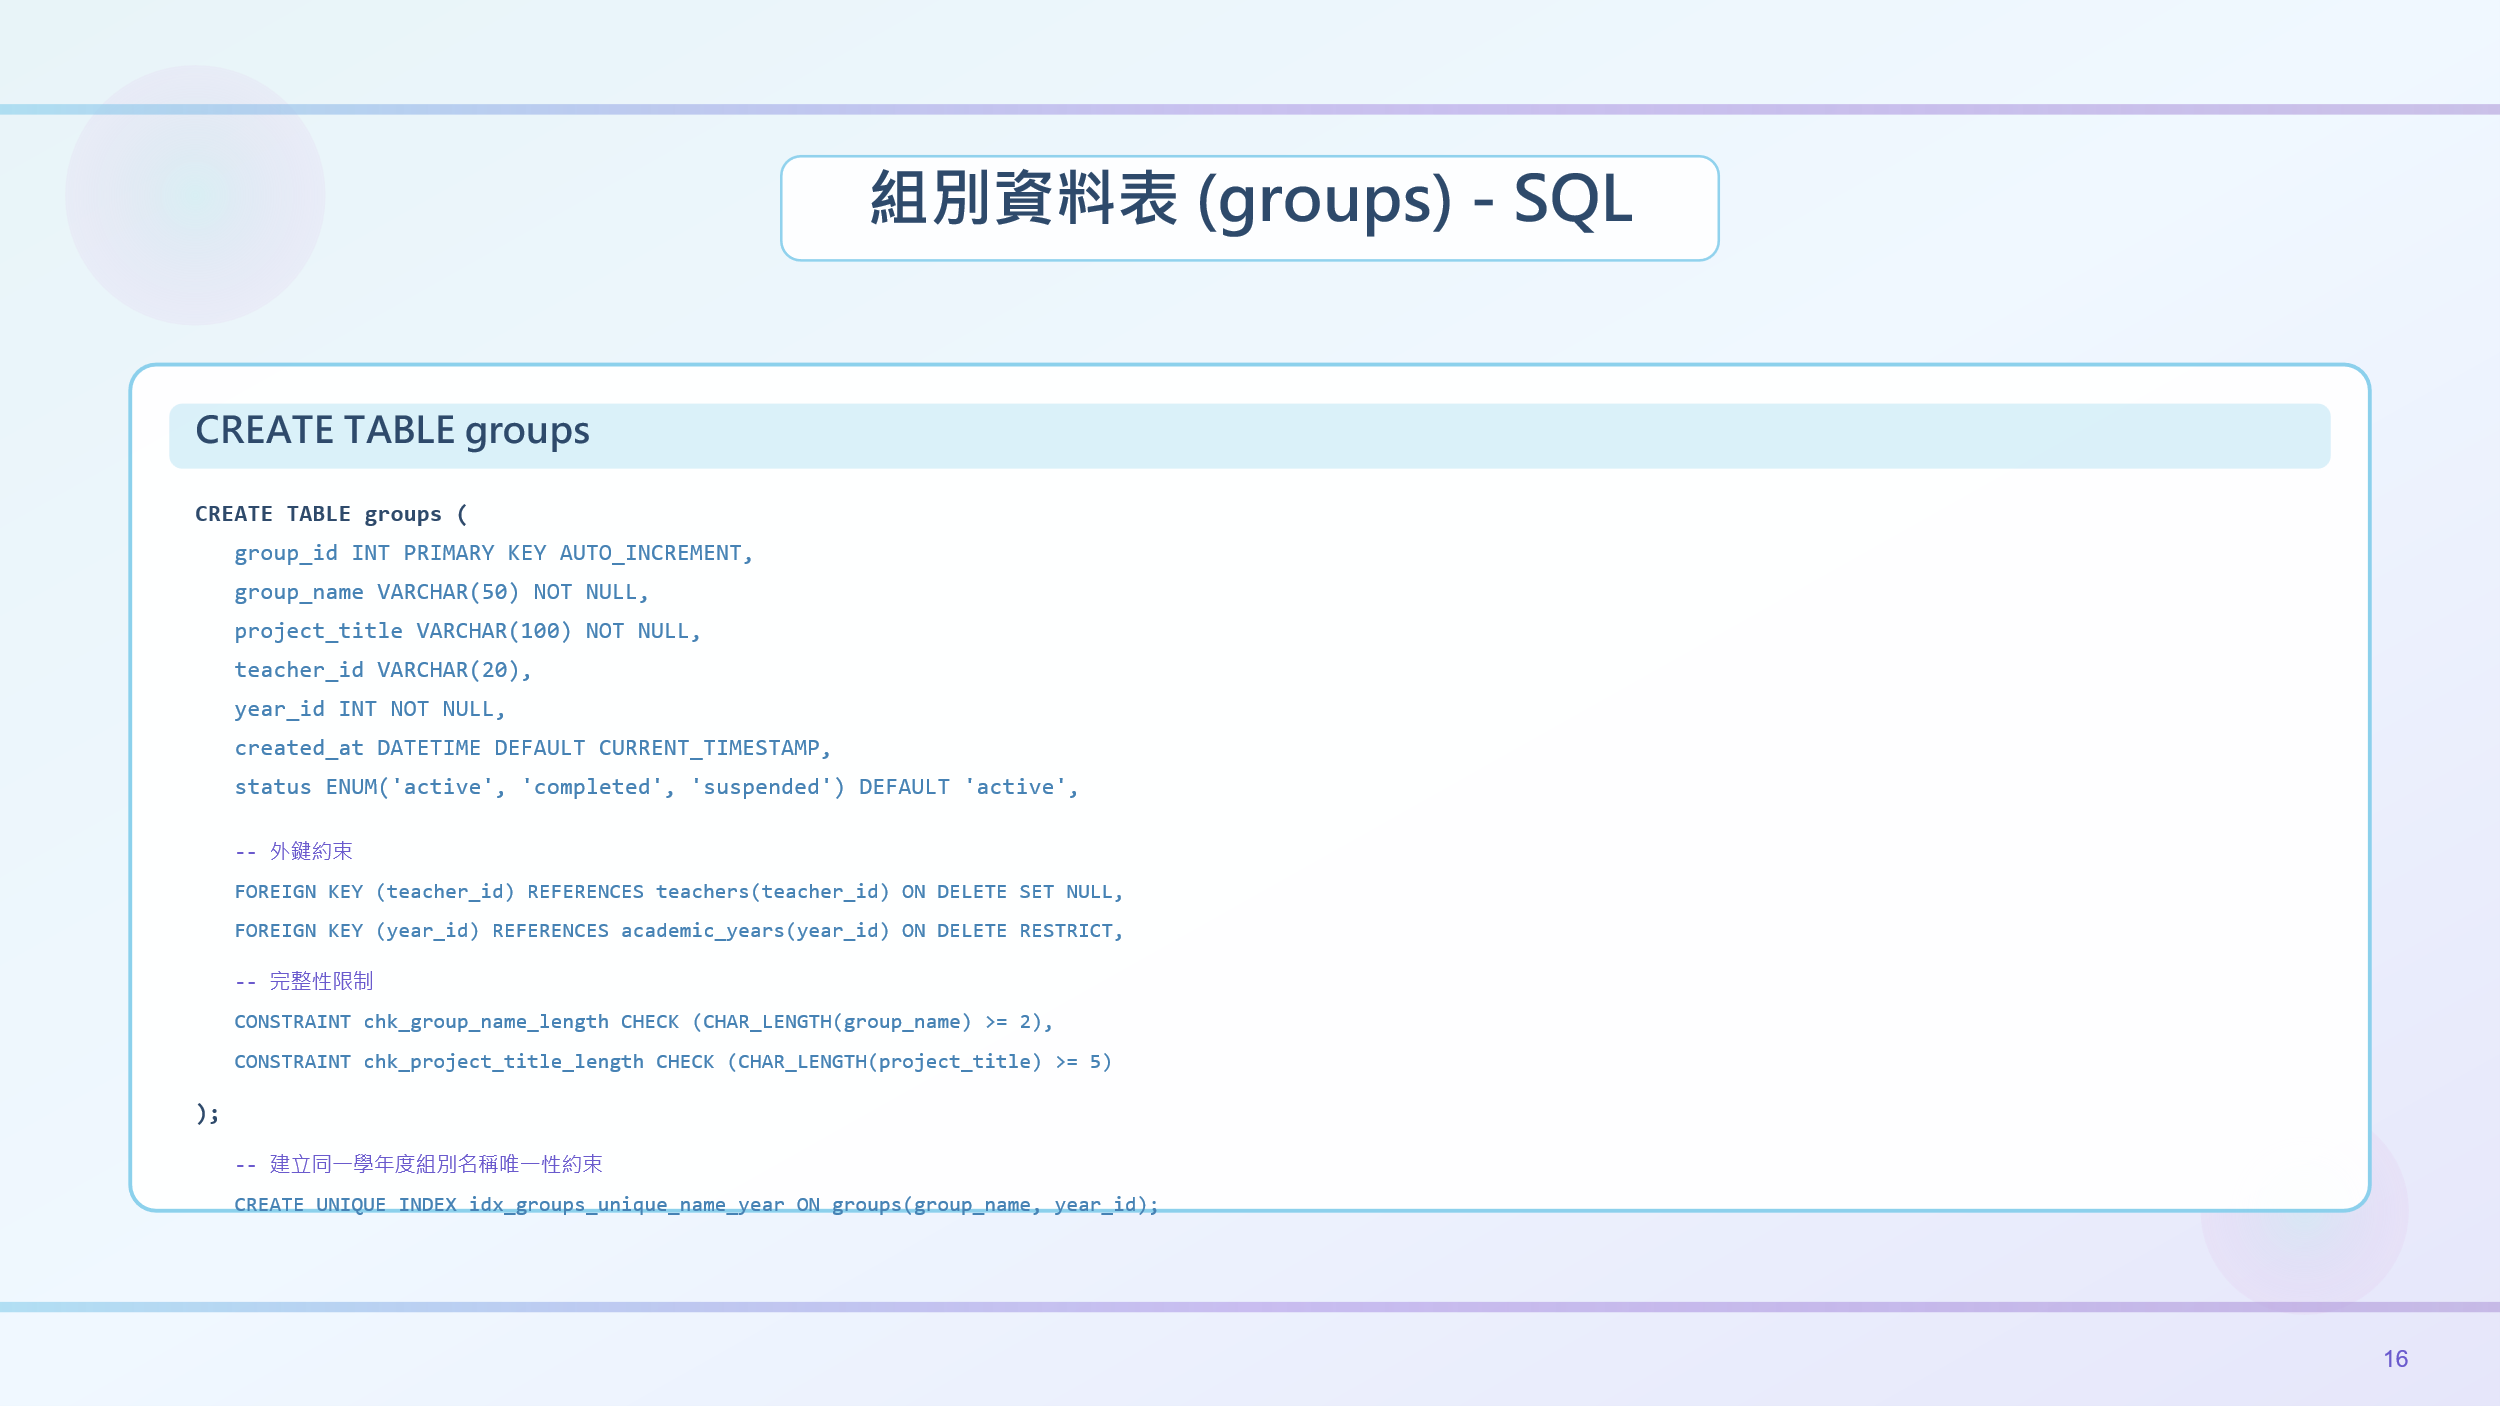 組別資料表 (groups) - SQL
CREATE TABLE groups
CREATE TABLE groups (
group_id INT PRIMARY KEY AUTO_INCREMENT,
group_name VARCHAR(50) NOT NULL,
project_title VARCHAR(100) NOT NULL,
teacher_id VARCHAR(20),
year_id INT NOT NULL,
created_at DATETIME DEFAULT CURRENT_TIMESTAMP,
status ENUM('active', 'completed', 'suspended') DEFAULT 'active',
-- 外鍵約束
FOREIGN KEY (teacher_id) REFERENCES teachers(teacher_id) ON DELETE SET NULL,
FOREIGN KEY (year_id) REFERENCES academic_years(year_id) ON DELETE RESTRICT,
-- 完整性限制
CONSTRAINT chk_group_name_length CHECK (CHAR_LENGTH(group_name) >= 2),
CONSTRAINT chk_project_title_length CHECK (CHAR_LENGTH(project_title) >= 5)
);
-- 建立同一學年度組別名稱唯一性約束
CREATE UNIQUE INDEX idx_groups_unique_name_year ON groups(group_name, year_id);
16